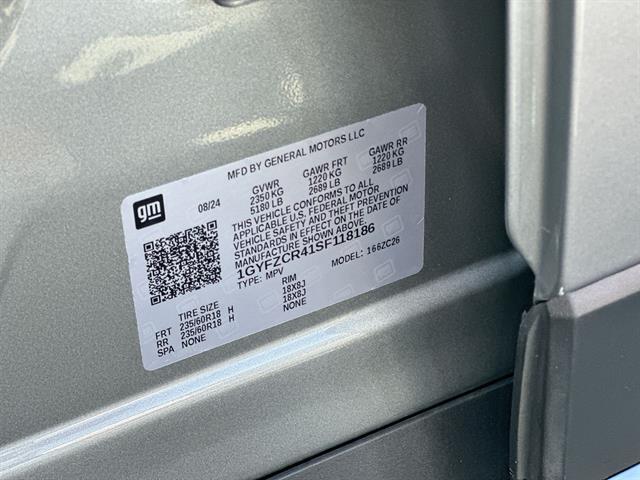 gm
MFD BY GENERAL MOTORS LLC
08/24
GVWR GAWR FRT GAWR RR
2350 KG 1220 KG 1220 KG
5180 LB 2689 LB 2689 LB
THIS VEHICLE CONFORMS TO ALL
APPLICABLE U.S. FEDERAL MOTOR
VEHICLE SAFETY AND THEFT PREVENTION
STANDARDS IN EFFECT ON THE DATE OF
MANUFACTURE SHOWN ABOVE.
1GYFZCR41SF118186
TYPE: MPV MODEL: 166ZC26
TIRE SIZE RIM
FRT 235/60R18 H 18X8J
RR 235/60R18 H 18X8J
SPA NONE NONE